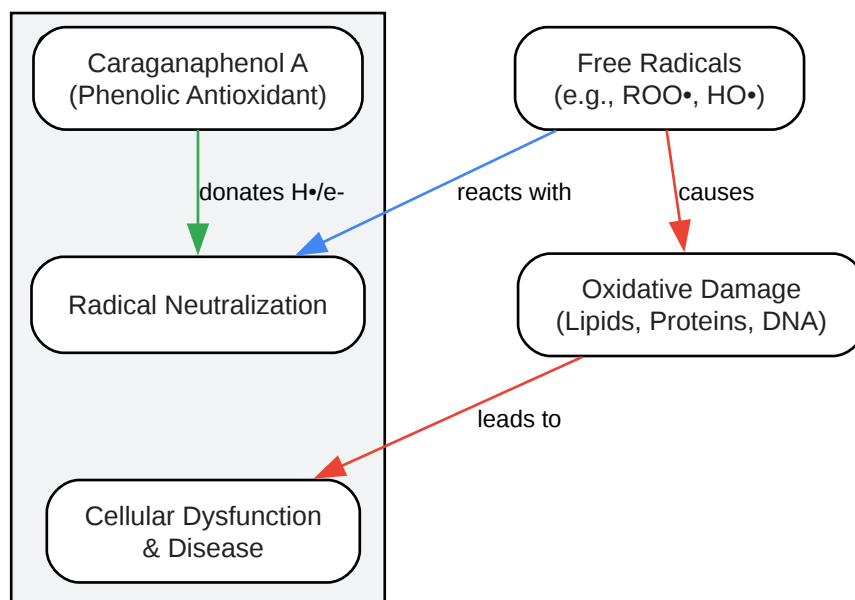 Caraganaphenol A
(Phenolic Antioxidant)
Free Radicals
(e.g., ROO•, HO•)
donates H•/e-
reacts with
causes
Radical Neutralization
Oxidative Damage
(Lipids, Proteins, DNA)
leads to
Cellular Dysfunction
& Disease